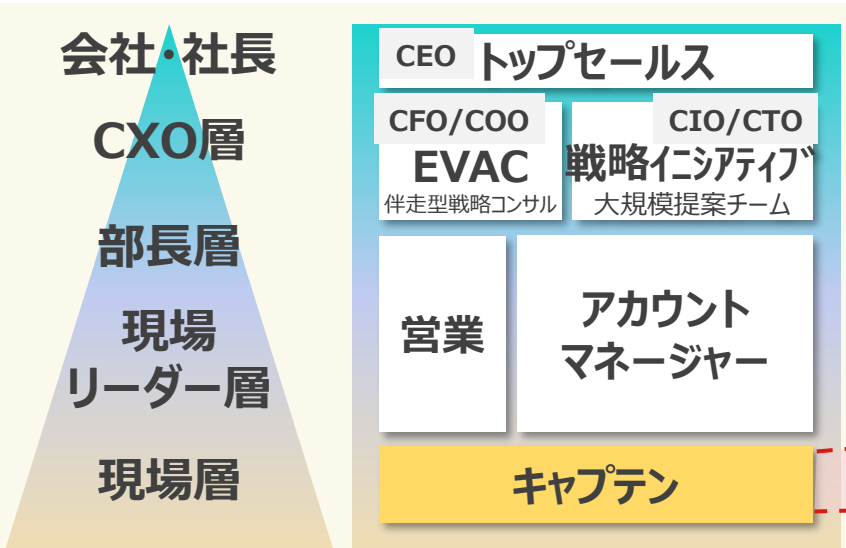 会社・社長
CXO層
部長層
現場
リーダー層
現場層
CEO トップセールス
CFO/COO
EVAC
伴走型戦略コンサル
CIO/CTO
戦略ｲﾆシアティブ
大規模提案チーム
営業
アカウント
マネージャー
キャプテン